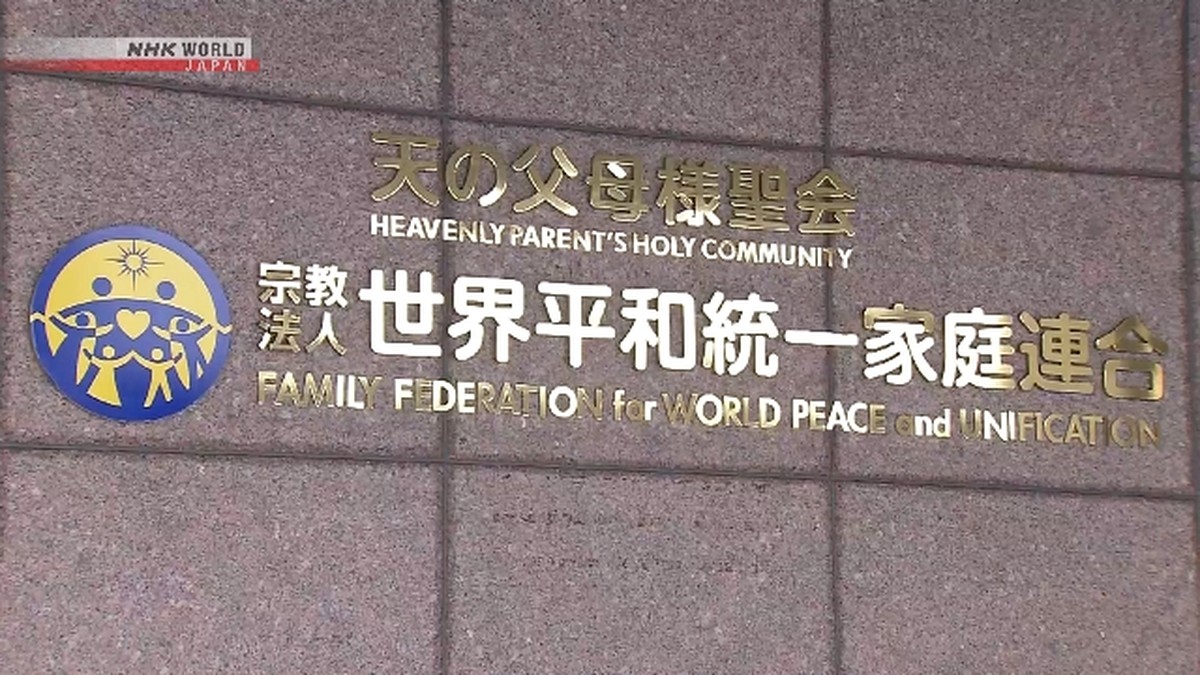 NHK WORLD
JAPAN
天の父母様聖会
HEAVENLY PARENT'S HOLY COMMUNITY
宗教
法人
世界平和統一家庭連合
FAMILY FEDERATION for WORLD PEACE and UNIFICATION